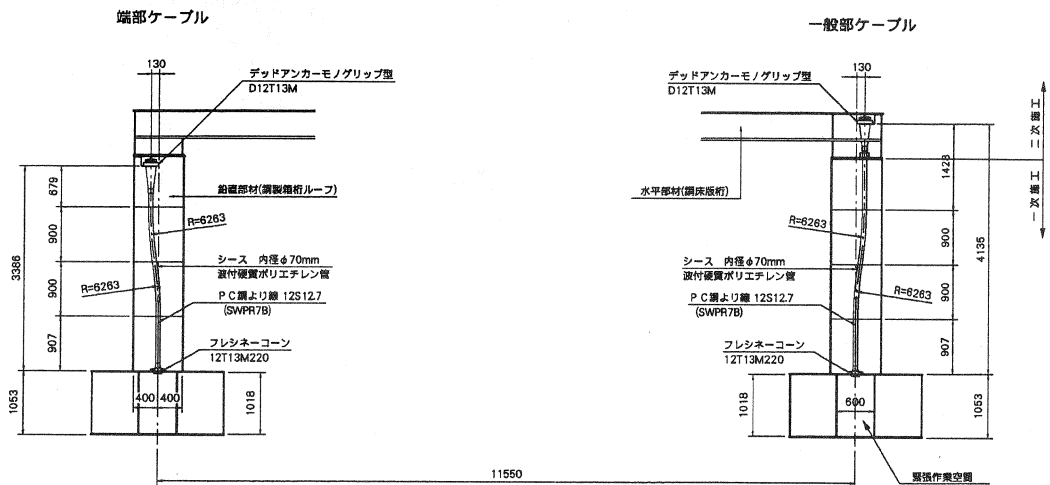 端部ケーブル
130
デッドアンカーモノグリップ型
D12T13M
鉛直部材(鋼製箱桁ループ)
R=6263
シース 内径φ70mm
波付硬質ポリエチレン管
R=6263
PC鋼より線 12S12.7
(SWPR7B)
フレシネーコーン
12T13M220
679
900
900
907
3386
1053
400 400
1018
11550
一般部ケーブル
130
デッドアンカーモノグリップ型
D12T13M
水平部材(鋼床版桁)
R=6263
シース 内径φ70mm
波付硬質ポリエチレン管
R=6263
PC鋼より線 12S12.7
(SWPR7B)
フレシネーコーン
12T13M220
1428
900
900
907
4135
1053
600
1018
緊張作業空間
二次施工
一次施工